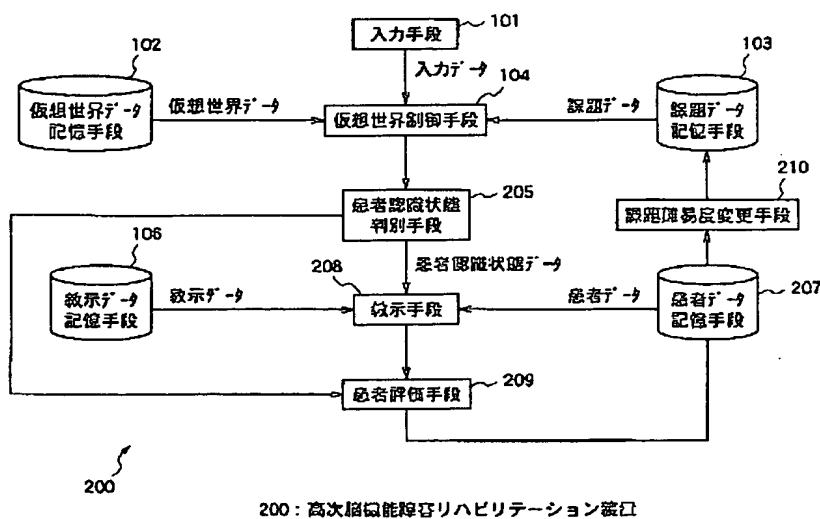 101
入力手段
102
103
入力データ
104
仮想世界データ
記憶手段
仮想世界データ
仮想世界制御手段
課題データ
課題データ
記憶手段
210
205
患者認識状態
判別手段
課題難易度変更手段
106
208
患者認識状態データ
教示データ
記憶手段
教示データ
教示手段
患者データ
患者データ
記憶手段
207
209
患者評価手段
200
200：高次脳機能障害リハビリテーション装置